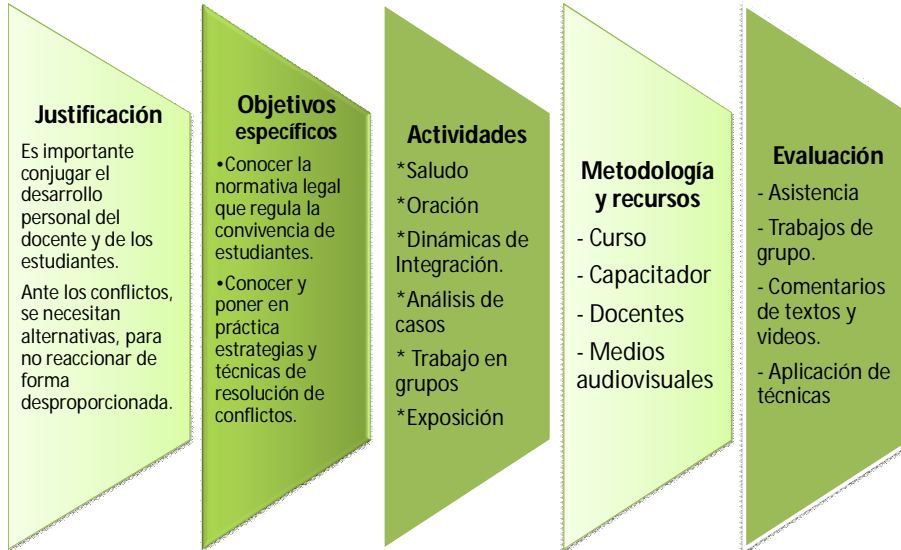 Justificación
Es importante
conjugar el
desarrollo
personal del
docente y de los
estudiantes.
Ante los conflictos,
se necesitan
alternativas, para
no reaccionar de
forma
desproporcionada.
Objetivos
específicos
•Conocer la
normativa legal
que regula la
convivencia de
estudiantes.
•Conocer y
poner en
práctica
estrategias y
técnicas de
resolución de
conflictos.
Actividades
*Saludo
*Oración
*Dinámicas de
Integración.
*Análisis de
casos
* Trabajo en
grupos
*Exposición
Metodología
y recursos
- Curso
- Capacitador
- Docentes
- Medios
audiovisuales
Evaluación
- Asistencia
- Trabajos de
grupo.
- Comentarios
de textos y
videos.
- Aplicación de
técnicas